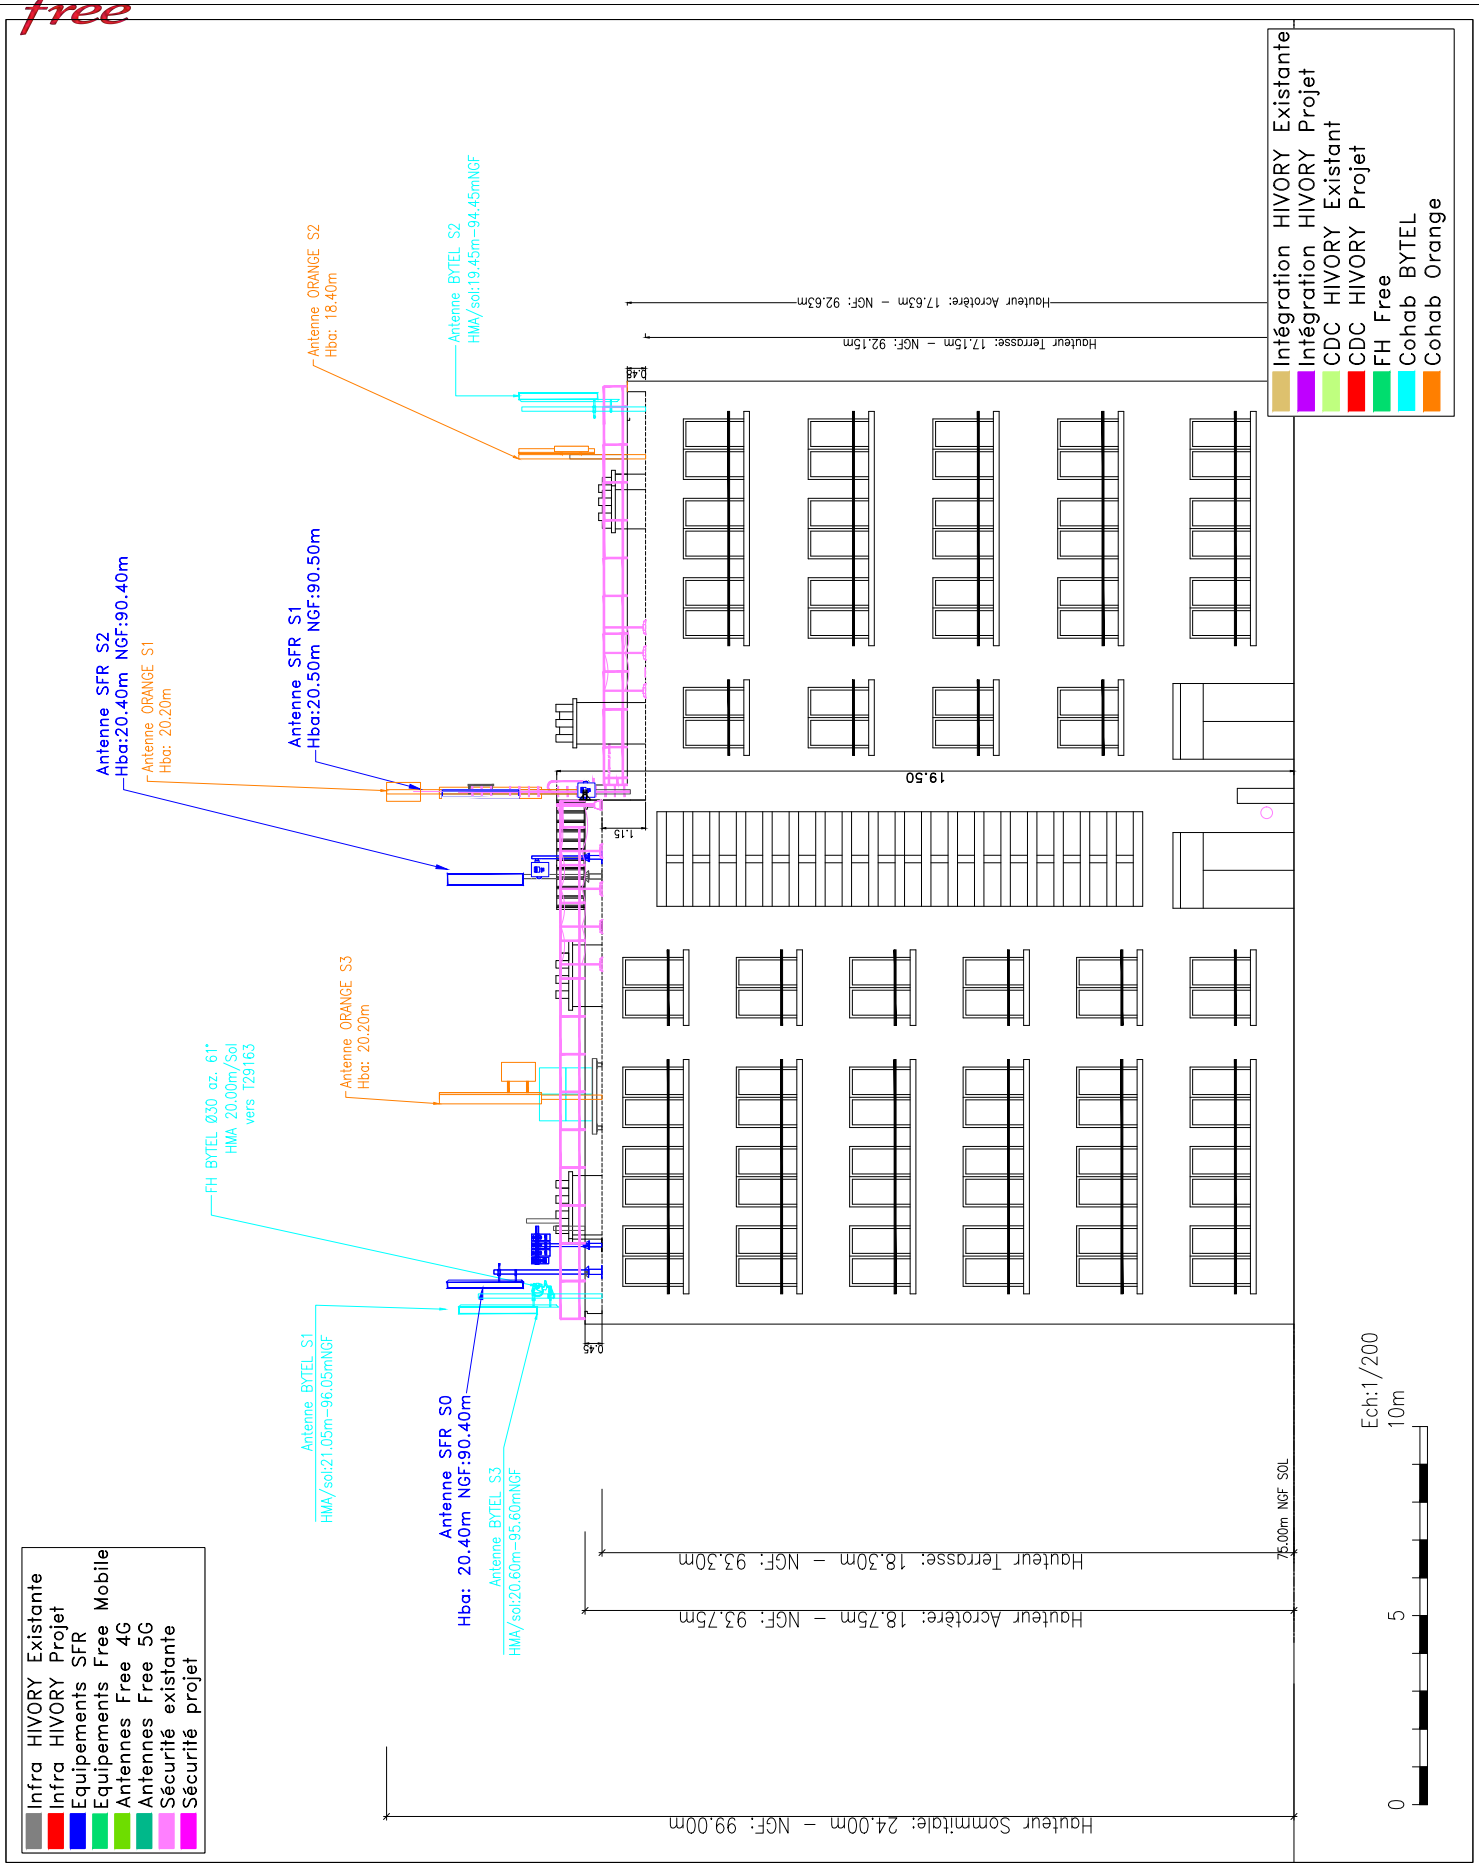 free
Infra HIVORY Existante
Infra HIVORY Projet
Equipements SFR
Equipements Free Mobile
Antennes Free 4G
Antennes Free 5G
Sécurité existante
Sécurité projet
Intégration HIVORY Existante
Intégration HIVORY Projet
CDC HIVORY Existant
CDC HIVORY Projet
FH Free
Cohab BYTEL
Cohab Orange
Antenne SFR S2
Hba:20.40m NGF:90.40m
Antenne ORANGE S1
Hba: 20.20m
Antenne SFR S1
Hba:20.50m NGF:90.50m
Antenne ORANGE S2
Hba: 18.40m
Antenne BYTEL S2
HMA/sol:19.45m-94.45mNGF
FH BYTEL Ø30 az. 61°
HMA 20.00m/Sol
vers T29163
Antenne ORANGE S3
Hba: 20.20m
Antenne BYTEL S1
HMA/sol:21.05m-96.05mNGF
Antenne SFR S0
Hba: 20.40m NGF:90.40m
Antenne BYTEL S3
HMA/sol:20.60m-95.60mNGF
Hauteur Sommitale: 24.00m - NGF: 99.00m
Hauteur Acrotère: 18.75m - NGF: 93.75m
Hauteur Terrasse: 18.30m - NGF: 93.30m
75.00m NGF SOL
0.45
1.15
19.50
0.48
Hauteur Terrasse: 17.15m - NGF: 92.15m
Hauteur Acrotère: 17.63m - NGF: 92.63m
Ech:1/200
0
5
10m